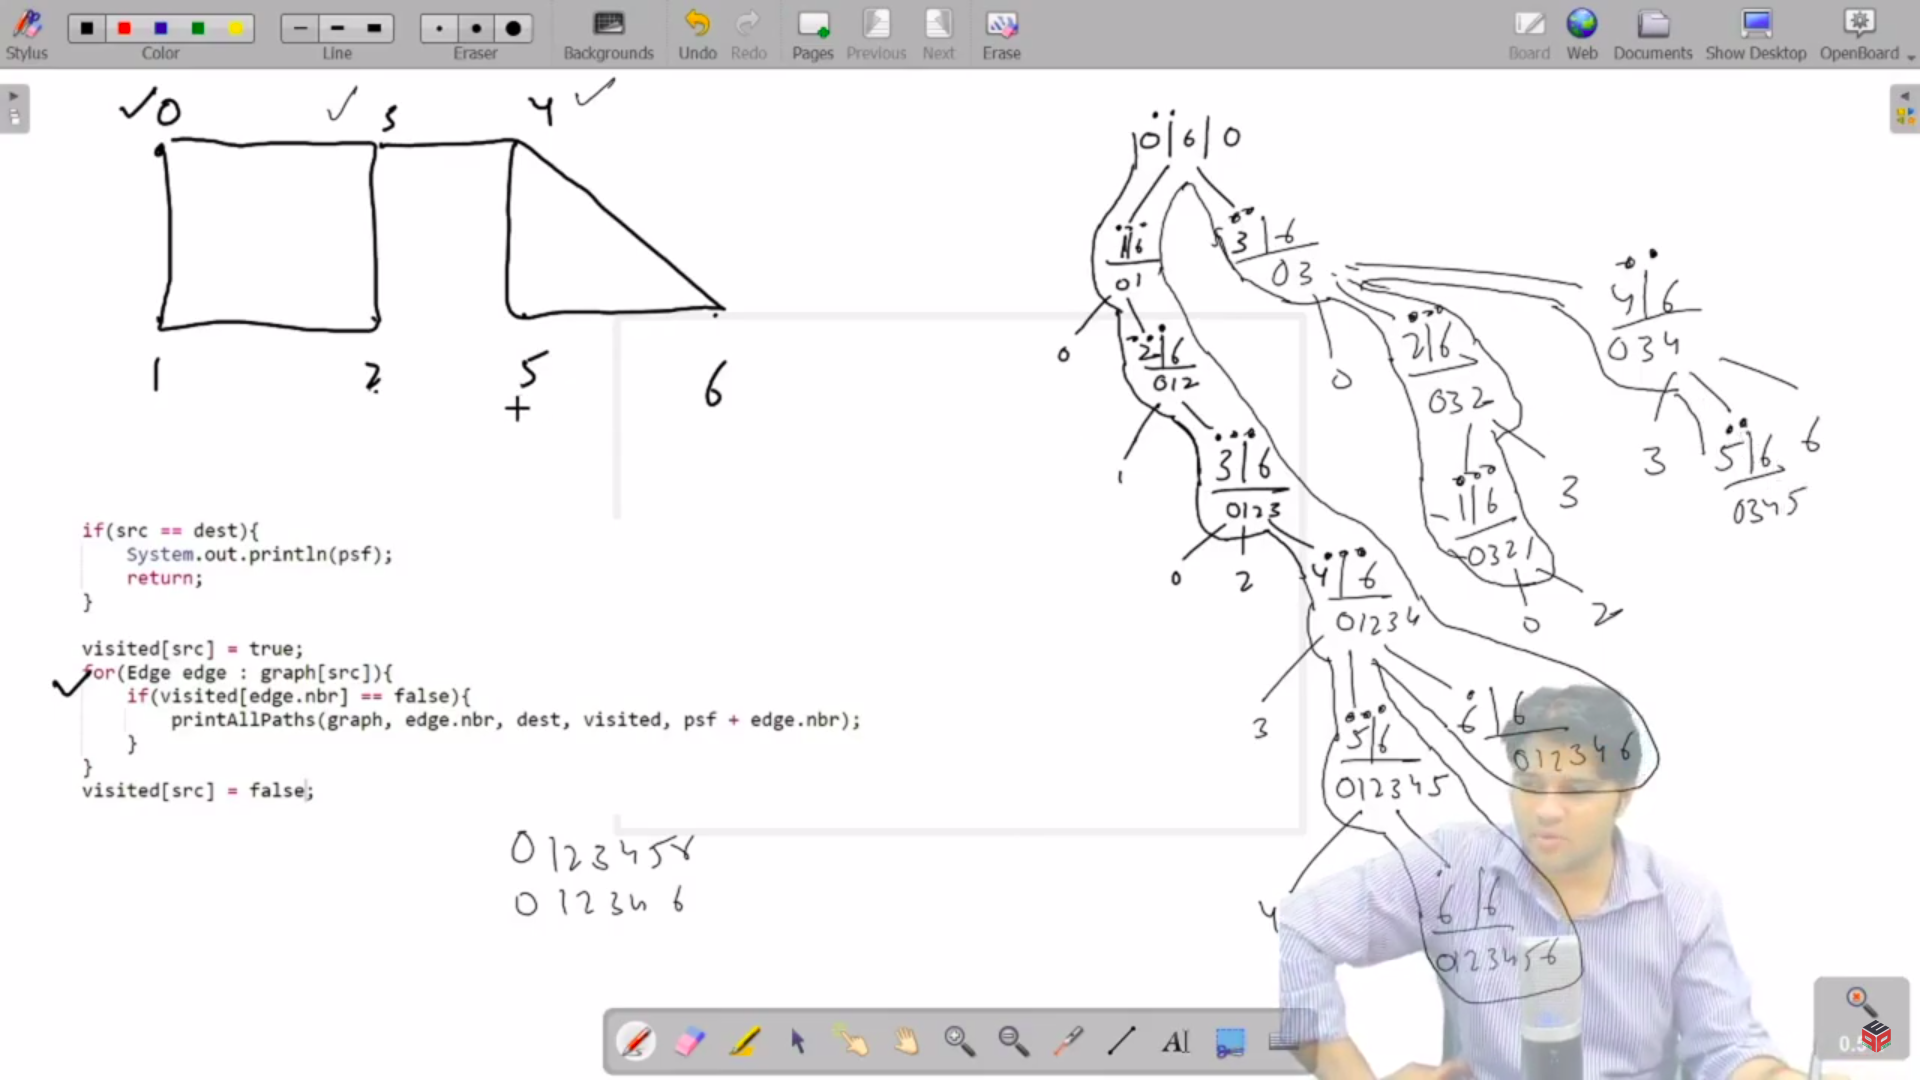 Stylus
Color
Line
Eraser
Backgrounds
Undo
Redo
Pages
Previous
Next
Erase
Board
Web
Documents
Show Desktop
OpenBoard
0 3 4
1 2 5 6
+
if(src == dest){
System.out.println(psf);
return;
}
visited[src] = true;
for(Edge edge : graph[src]){
if(visited[edge.nbr] == false){
printAllPaths(graph, edge.nbr, dest, visited, psf + edge.nbr);
}
}
visited[src] = false;
0123456
012346
0|6|0
1|6
01
0
2|6
012
1
3|6
0123
0 2
4|6
01234
3
5|6
012345
4
6|6
0123456
6|6
012346
3|6
03
0
2|6
032
3
1|6
0321
0 2
4|6
034
3
5|6
0345
6
AI